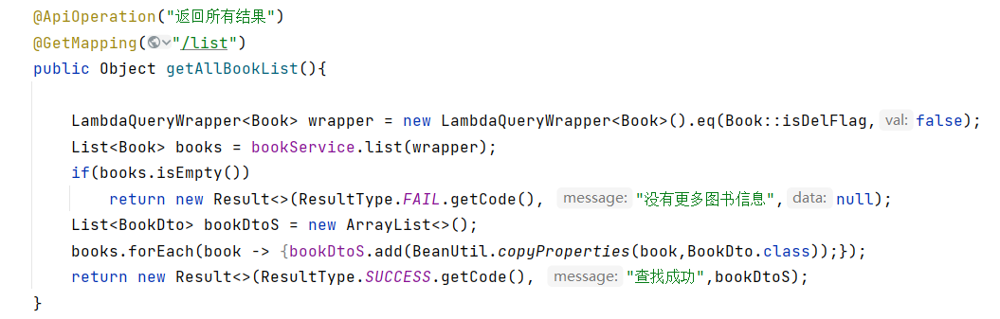 @ApiOperation("返回所有结果")
@GetMapping("/list")
public Object getAllBookList(){
LambdaQueryWrapper<Book> wrapper = new LambdaQueryWrapper<Book>().eq(Book::isDelFlag, val: false);
List<Book> books = bookService.list(wrapper);
if(books.isEmpty())
return new Result<>(ResultType.FAIL.getCode(), message: "没有更多图书信息", data: null);
List<BookDto> bookDtoS = new ArrayList<>();
books.forEach(book -> {bookDtoS.add(BeanUtil.copyProperties(book,BookDto.class));});
return new Result<>(ResultType.SUCCESS.getCode(), message: "查找成功",bookDtoS);
}